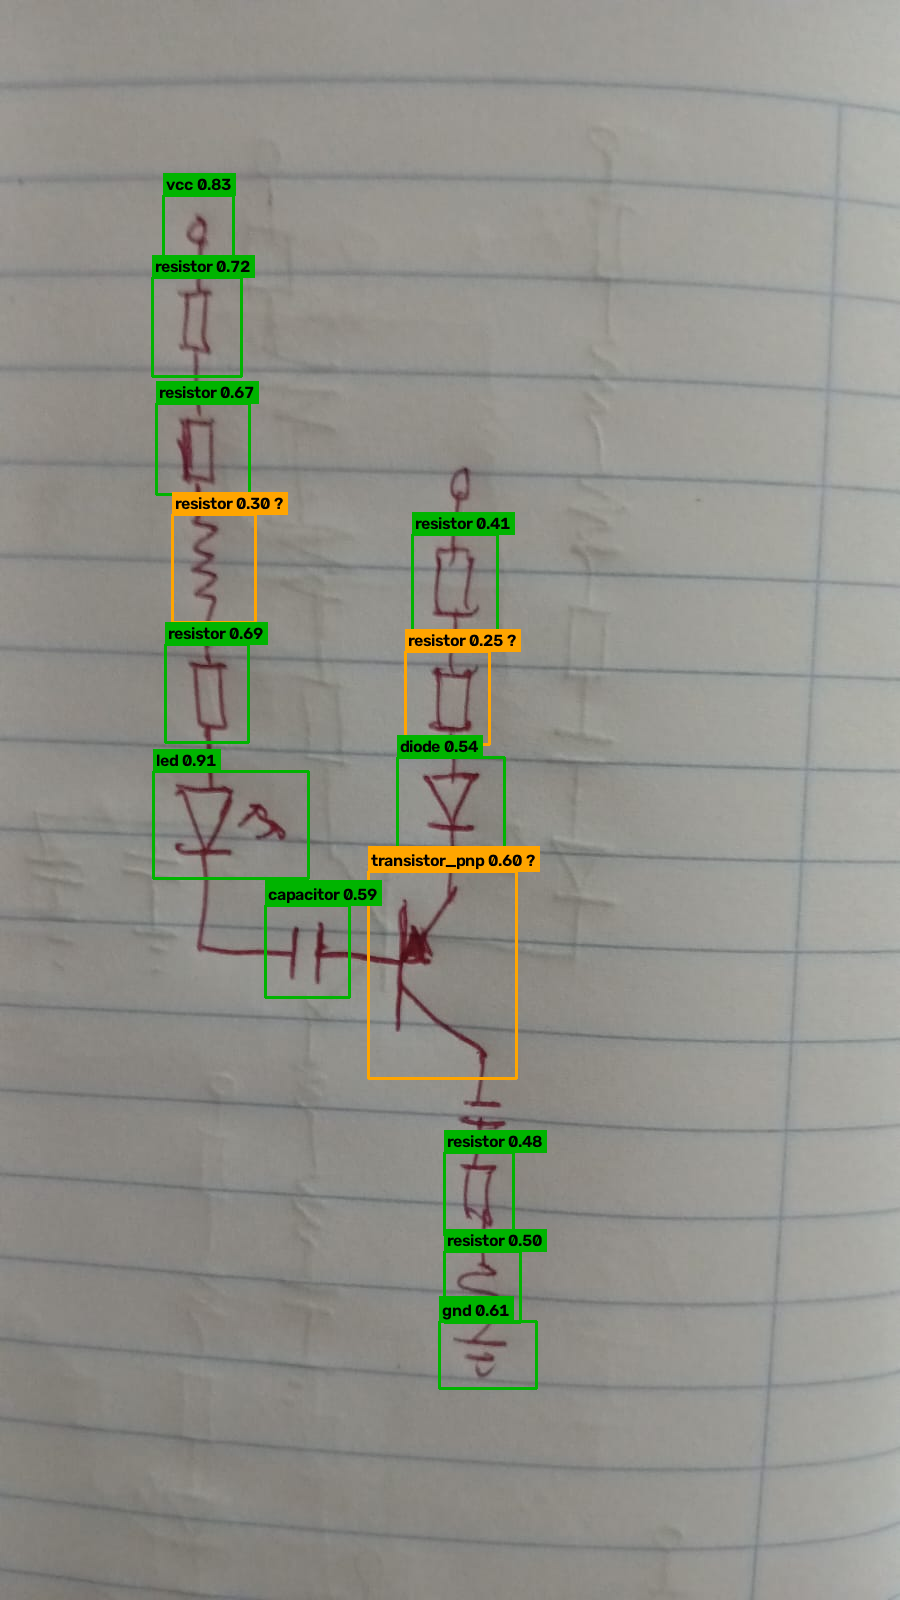 vcc 0.83
resistor 0.72
resistor 0.67
resistor 0.30 ?
resistor 0.41
resistor 0.69
resistor 0.25 ?
diode 0.54
led 0.91
transistor_pnp 0.60 ?
capacitor 0.59
resistor 0.48
resistor 0.50
gnd 0.61